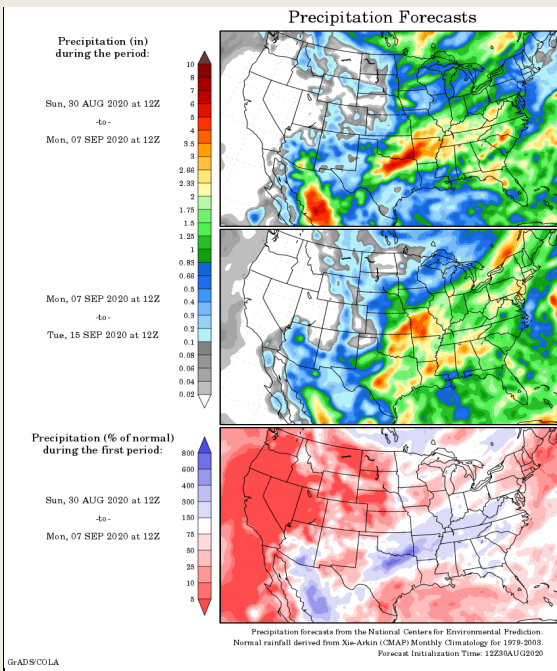 Precipitation Forecasts
Precipitation (in)
during the period:
Sun, 30 AUG 2020 at 12Z
-to-
Mon, 07 SEP 2020 at 12Z
10
8
7
6
5
4
3.5
3
2.66
2.33
2
1.75
1.5
1.25
1
0.83
0.66
0.5
0.4
0.3
0.2
0.1
0.08
0.06
0.04
0.02
Mon, 07 SEP 2020 at 12Z
-to-
Tue, 15 SEP 2020 at 12Z
Precipitation (% of normal)
during the first period:
Sun, 30 AUG 2020 at 12Z
-to-
Mon, 07 SEP 2020 at 12Z
800
600
400
300
150
75
50
25
10
5
Precipitation forecasts from the National Centers for Environmental Prediction.
Normal rainfall derived from Xie-Arkin (CMAP) Monthly Climatology for 1979-2003.
Forecast Initialization Time: 12Z30AUG2020
GrADS/COLA